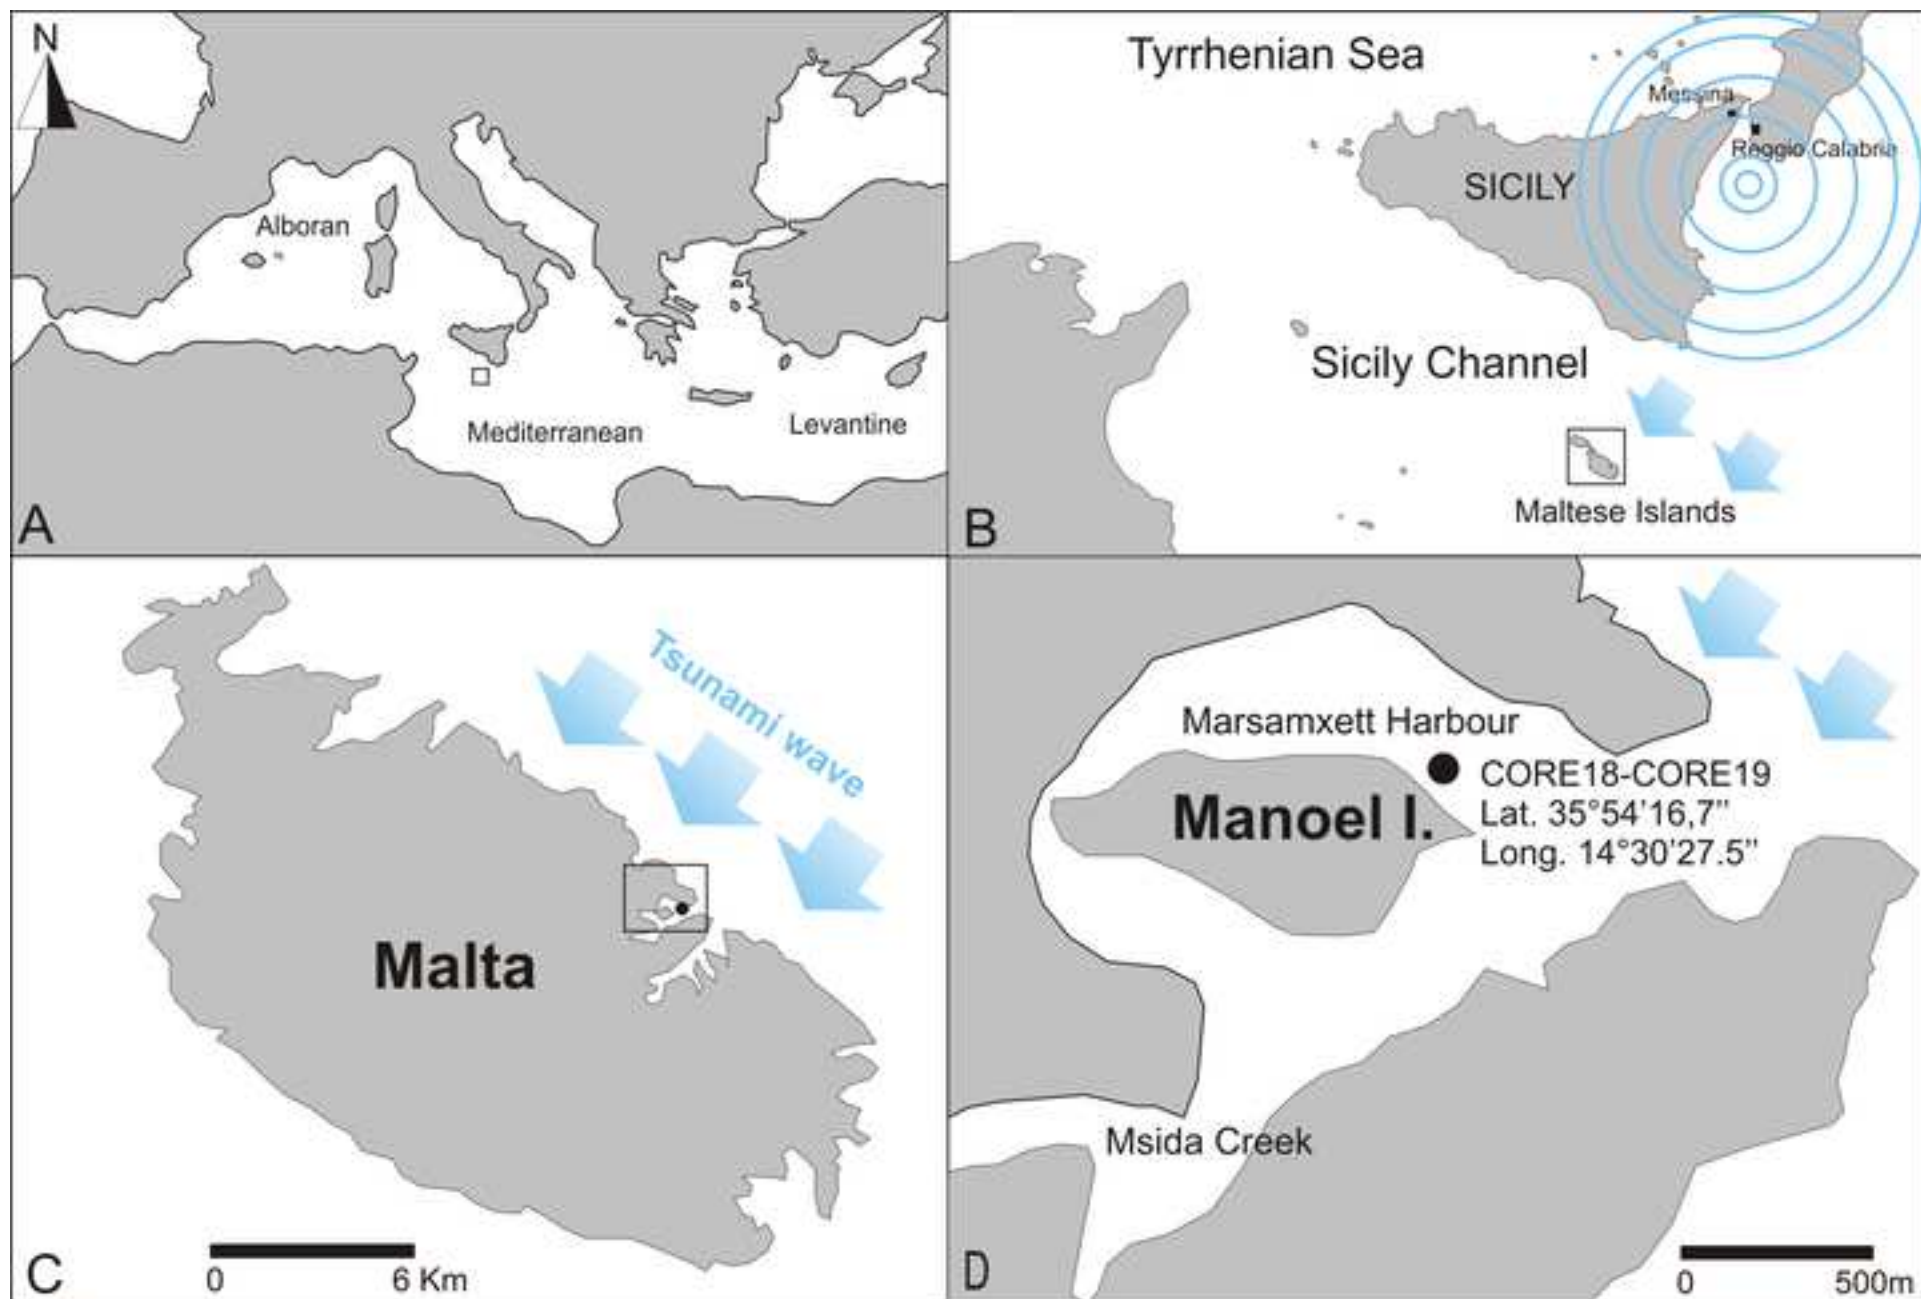 N
Alboran
Mediterranean
Levantine
A
Tyrrhenian Sea
Messina
Reggio Calabria
SICILY
Sicily Channel
Maltese Islands
B
Tsunami wave
Malta
C
0 6 Km
Marsamxett Harbour
CORE18-CORE19
Manoel I.
Lat. 35°54'16,7"
Long. 14°30'27.5"
Msida Creek
D
0 500m